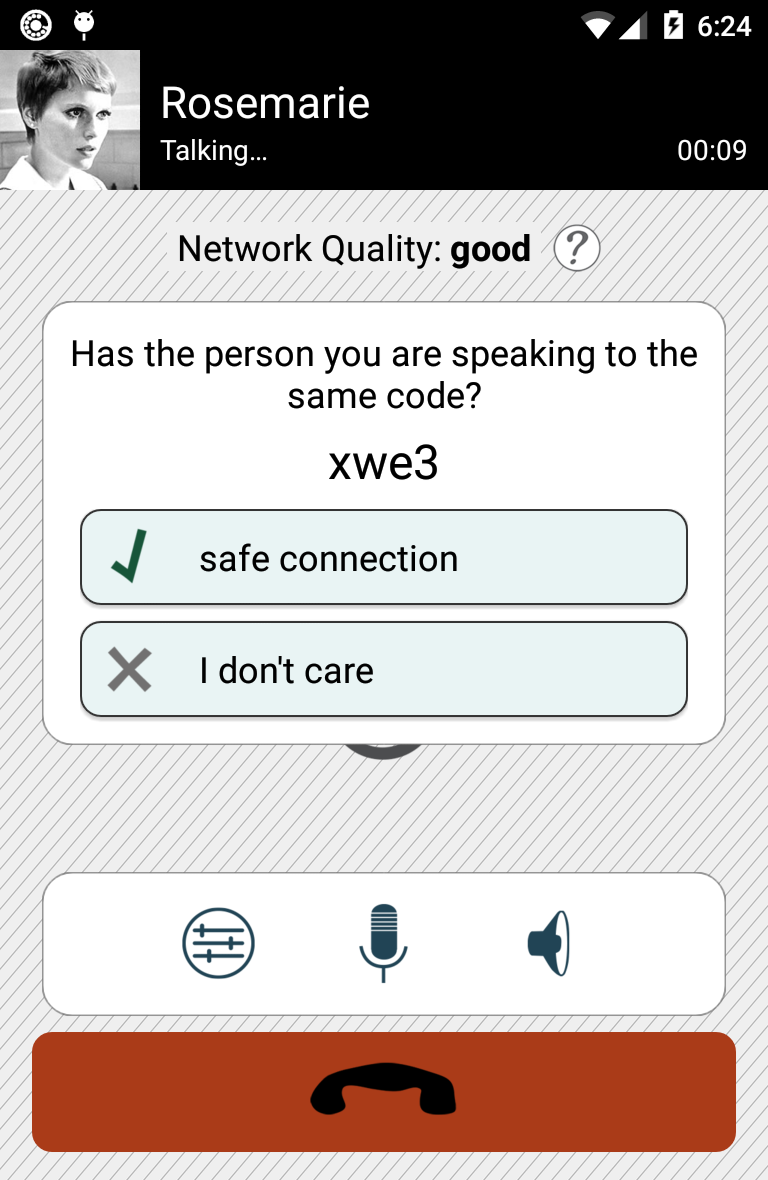 6:24
Rosemarie
Talking... 00:09
Network Quality: good ?
Has the person you are speaking to the
same code?
xwe3
safe connection
I don't care